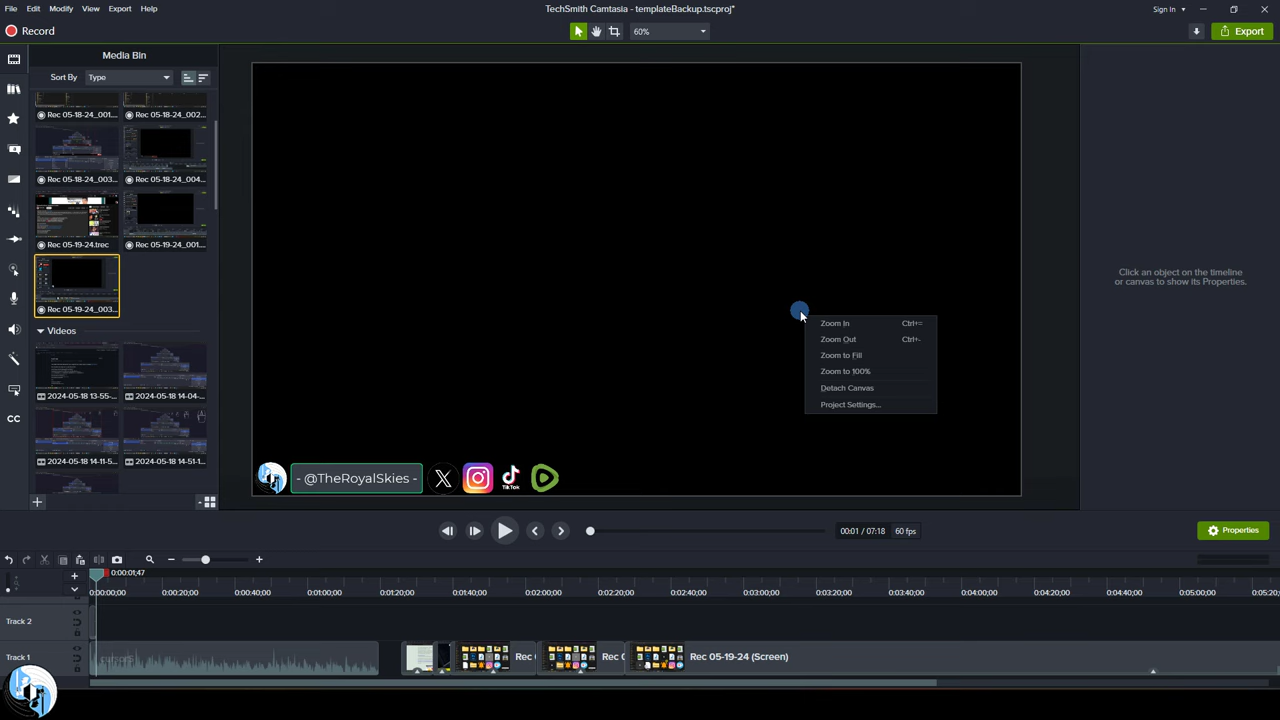 File Edit Modify View Export Help
TechSmith Camtasia - templateBackup.tscproj*
Sign In
Record
60%
Export
Media Bin
Sort By Type
Rec 05-18-24_001....
Rec 05-18-24_002....
Rec 05-18-24_003....
Rec 05-18-24_004....
Rec 05-19-24.trec
Rec 05-19-24_001....
Rec 05-19-24_003....
Videos
2024-05-18 13-55-...
2024-05-18 14-04-...
2024-05-18 14-11-5...
2024-05-18 14-51-1...
CC
Zoom In Ctrl+=
Zoom Out Ctrl+-
Zoom to Fill
Zoom to 100%
Detach Canvas
Project Settings...
Click an object on the timeline
or canvas to show its Properties.
- @TheRoyalSkies -
TikTok
00:01 / 07:18 60 fps
Properties
0:00:01;47
0:00:00;00 0:00:20;00 0:00:40;00 0:01:00;00 0:01:20;00 0:01:40;00 0:02:00;00 0:02:20;00 0:02:40;00 0:03:00;00 0:03:20;00 0:03:40;00 0:04:00;00 0:04:20;00 0:04:40;00 0:05:00;00 0:05:20;00
Track 2
Track 1
Rec 05-19-24 (Screen)